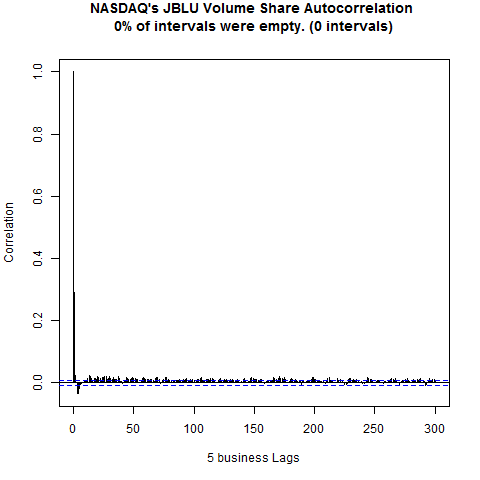 NASDAQ's JBLU Volume Share Autocorrelation
0% of intervals were empty. (0 intervals)
Correlation
1.0
0.8
0.6
0.4
0.2
0.0
0 50 100 150 200 250 300
5 business Lags